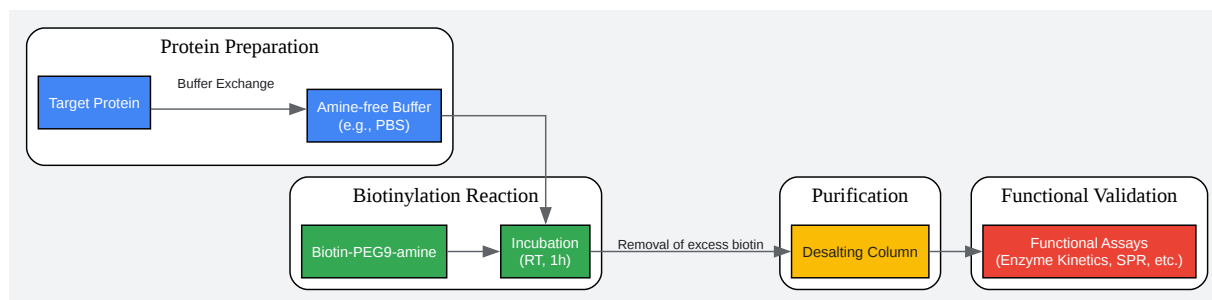 Protein Preparation
Target Protein
Buffer Exchange
Amine-free Buffer
(e.g., PBS)
Biotinylation Reaction
Biotin-PEG9-amine
Incubation
(RT, 1h)
Removal of excess biotin
Purification
Desalting Column
Functional Validation
Functional Assays
(Enzyme Kinetics, SPR, etc.)